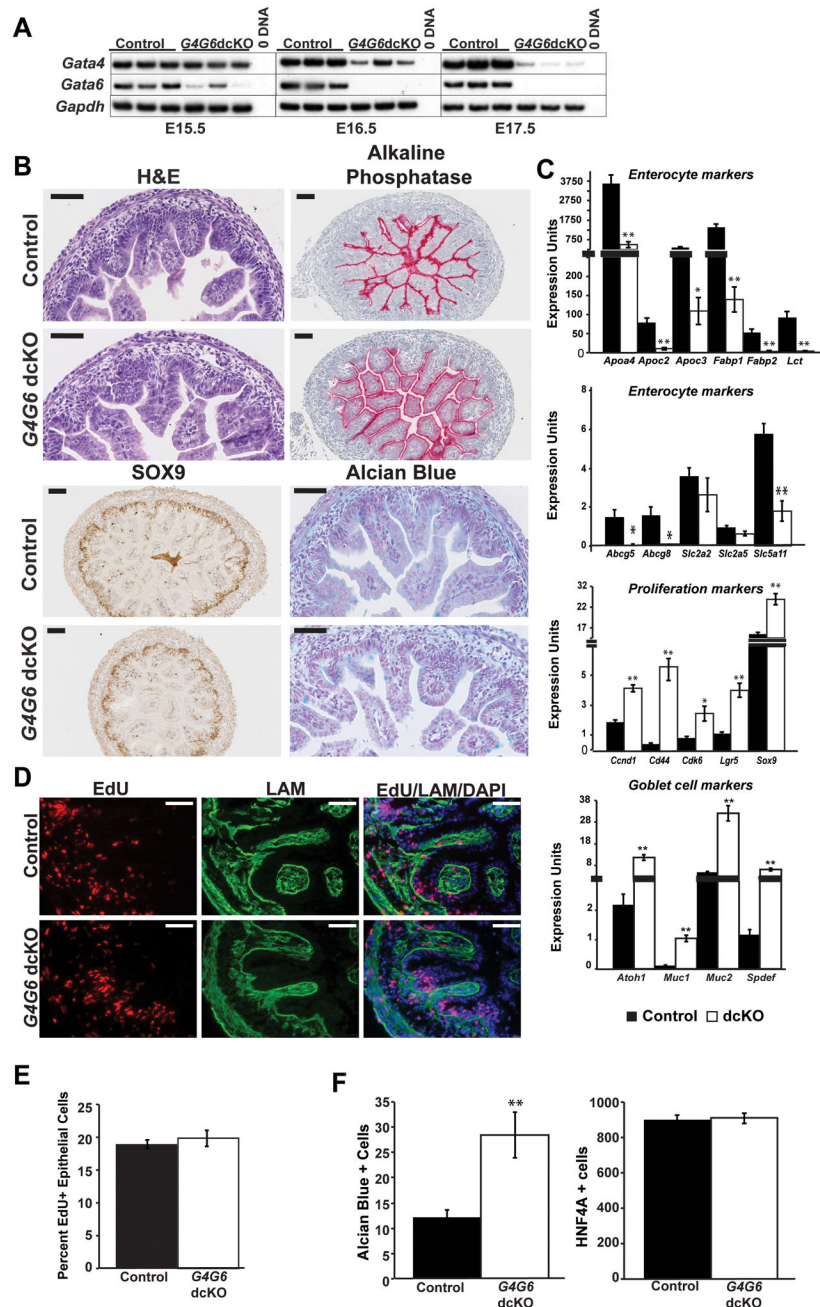 A
Control G4G6dcKO 0 DNA Control G4G6dcKO 0 DNA Control G4G6dcKO 0 DNA
Gata4
Gata6
Gapdh
E15.5 E16.5 E17.5
B
H&E
Alkaline
Phosphatase
Control
G4G6 dcKO
SOX9
Alcian Blue
Control
G4G6 dcKO
C
Enterocyte markers
Expression Units
3750
2750
1750
750
200
150
100
50
0
**
**
*
**
**
**
Apoa4 Apoc2 Apoc3 Fabp1 Fabp2 Lct
Enterocyte markers
Expression Units
8
6
4
2
0
*
*
**
Abcg5 Abcg8 Slc2a2 Slc2a5 Slc5a11
Proliferation markers
Expression Units
32
27
22
17
5
3
1
0
**
**
*
**
**
Ccnd1 Cd44 Cdk6 Lgr5 Sox9
Goblet cell markers
Expression Units
38
28
18
8
2
1
0
**
**
**
**
Atoh1 Muc1 Muc2 Spdef
Control dcKO
D
EdU LAM EdU/LAM/DAPI
Control
G4G6 dcKO
E
Percent EdU+ Epithelial Cells
25
20
15
10
5
0
Control G4G6
dcKO
F
Alcian Blue + Cells
35
30
25
20
15
10
5
0
**
Control G4G6
dcKO
HNF4A + cells
1000
800
600
400
200
0
Control G4G6
dcKO